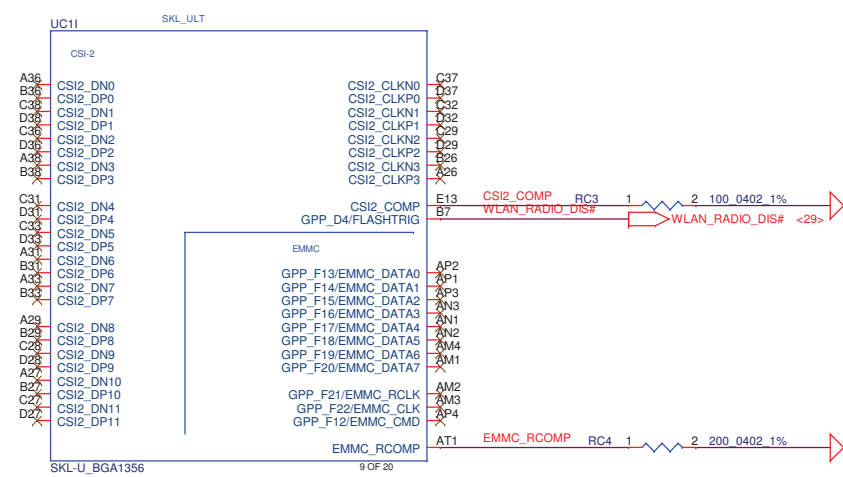 UC1I SKL_ULT
CSI-2
A36 CSI2_DN0 CSI2_CLKN0 C37
B36 CSI2_DP0 CSI2_CLKP0 D37
C38 CSI2_DN1 CSI2_CLKN1 C32
D38 CSI2_DP1 CSI2_CLKP1 D32
C36 CSI2_DN2 CSI2_CLKN2 C29
D36 CSI2_DP2 CSI2_CLKP2 D29
A38 CSI2_DN3 CSI2_CLKN3 B26
B38 CSI2_DP3 CSI2_CLKP3 A26
C31 CSI2_DN4 CSI2_COMP E13 CSI2_COMP RC3 1 2 100_0402_1%
D31 CSI2_DP4 GPP_D4/FLASHTRIG B7 WLAN_RADIO_DIS# WLAN_RADIO_DIS# <29>
C33 CSI2_DN5
D33 CSI2_DP5 EMMC
A31 CSI2_DN6
B31 CSI2_DP6 GPP_F13/EMMC_DATA0 AP2
A33 CSI2_DN7 GPP_F14/EMMC_DATA1 AP1
B33 CSI2_DP7 GPP_F15/EMMC_DATA2 AP3
GPP_F16/EMMC_DATA3 AN3
A29 CSI2_DN8 GPP_F17/EMMC_DATA4 AN1
B29 CSI2_DP8 GPP_F18/EMMC_DATA5 AN2
C28 CSI2_DN9 GPP_F19/EMMC_DATA6 AM4
D28 CSI2_DP9 GPP_F20/EMMC_DATA7 AM1
A27 CSI2_DN10
B27 CSI2_DP10 GPP_F21/EMMC_RCLK AM2
C27 CSI2_DN11 GPP_F22/EMMC_CLK AM3
D27 CSI2_DP11 GPP_F12/EMMC_CMD AP4
EMMC_RCOMP AT1 EMMC_RCOMP RC4 1 2 200_0402_1%
SKL-U_BGA1356 9 OF 20